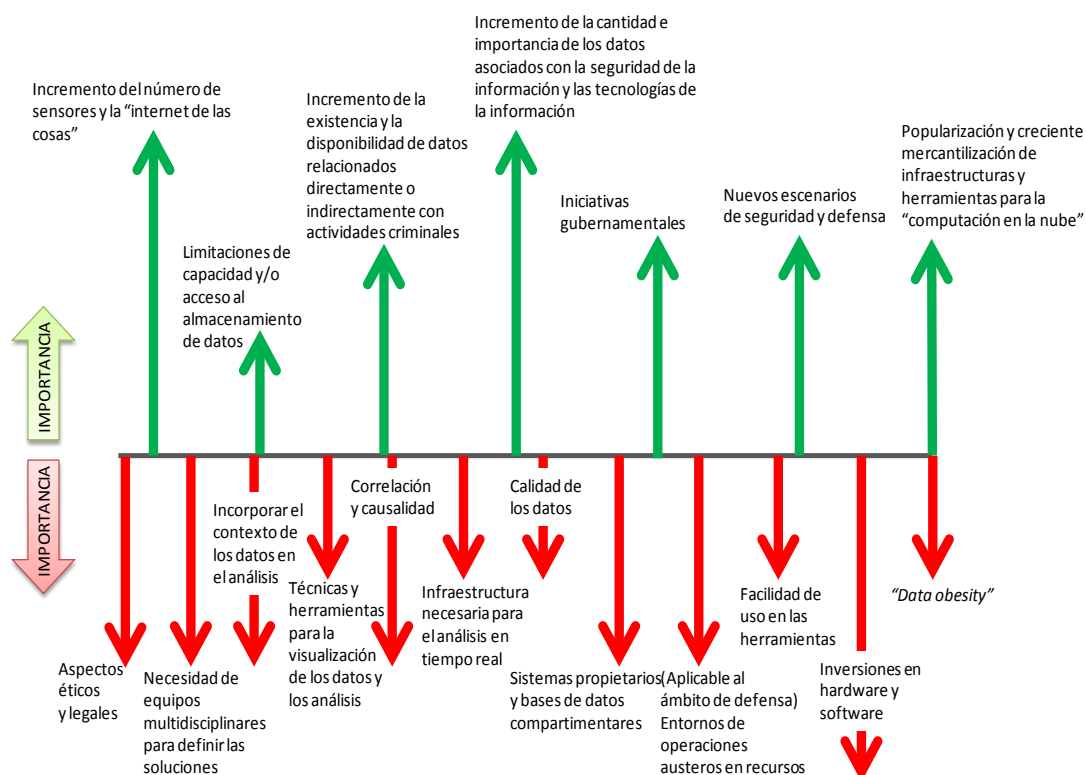 Incremento del número de
sensores y la “internet de las
cosas”
Limitaciones de
capacidad y/o
acceso al
almacenamiento
de datos
Incremento de la
existencia y la
disponibilidad de datos
relacionados
directamente o
indirectamente con
actividades criminales
Incremento de la cantidad e
importancia de los datos
asociados con la seguridad de la
información y las tecnologías de
la información
Iniciativas
gubernamentales
Nuevos escenarios
de seguridad y defensa
Popularización y creciente
mercantilización de
infraestructuras y
herramientas para la
“computación en la nube”
IMPORTANCIA
IMPORTANCIA
Aspectos
éticos
y legales
Necesidad de
equipos
multidisciplinares
para definir las
soluciones
Incorporar el
contexto de
los datos en
el análisis
Técnicas y
herramientas
para la
visualización
de los datos y
los análisis
Correlación
y causalidad
Infraestructura
necesaria para
el análisis en
tiempo real
Calidad de
los datos
Sistemas propietarios
y bases de datos
compartimentares
(Aplicable al
ámbito de defensa)
Entornos de
operaciones
austeros en recursos
Facilidad de
uso en las
herramientas
Inversiones en
hardware y
software
“Data obesity”